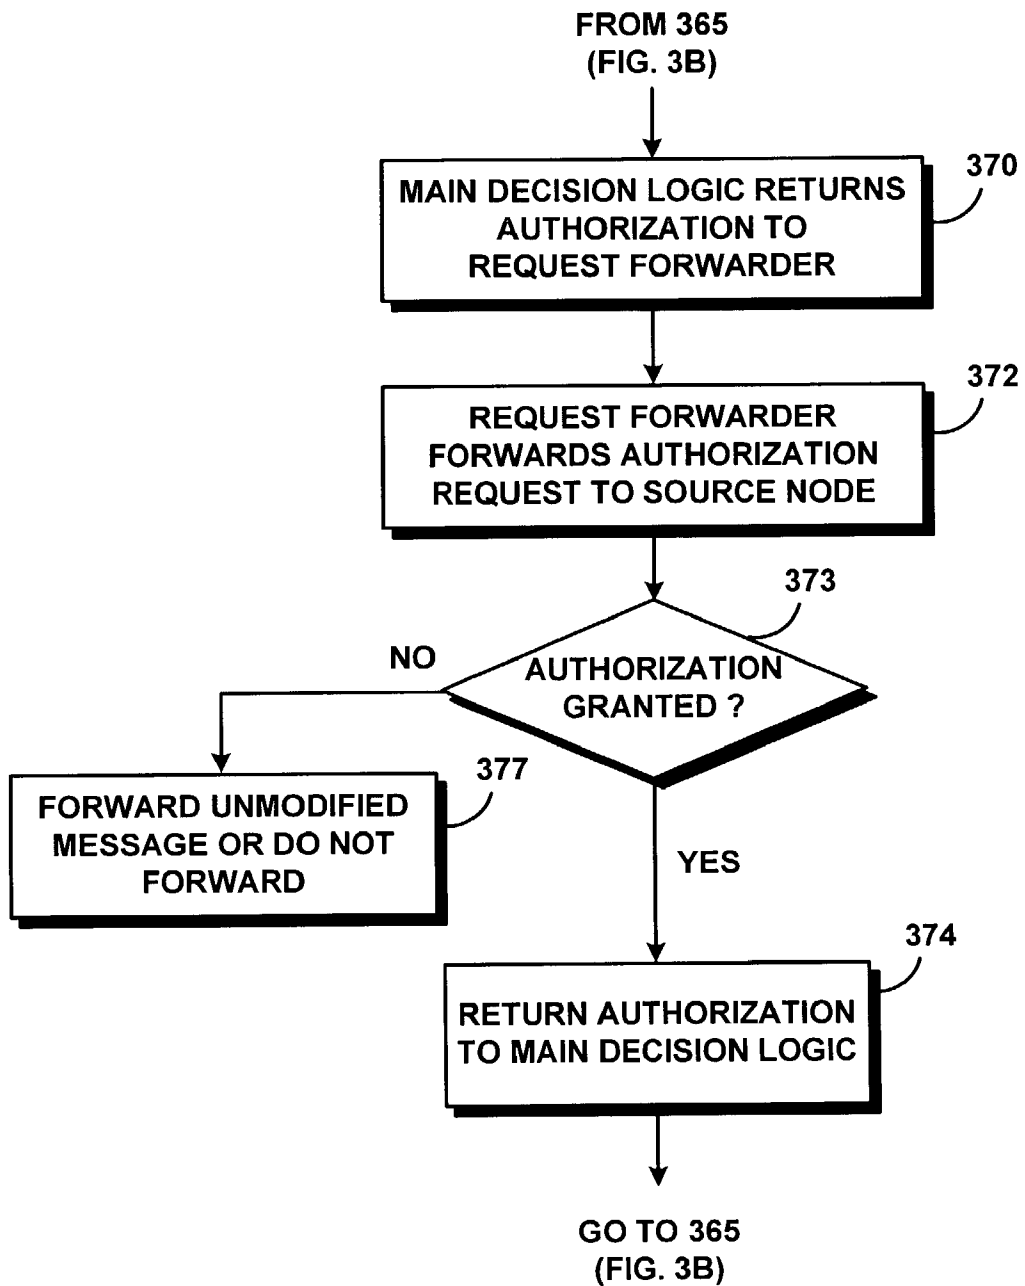 FROM 365
(FIG. 3B)
370
MAIN DECISION LOGIC RETURNS
AUTHORIZATION TO
REQUEST FORWARDER
372
REQUEST FORWARDER
FORWARDS AUTHORIZATION
REQUEST TO SOURCE NODE
373
NO
AUTHORIZATION
GRANTED ?
377
FORWARD UNMODIFIED
MESSAGE OR DO NOT
FORWARD
YES
374
RETURN AUTHORIZATION
TO MAIN DECISION LOGIC
GO TO 365
(FIG. 3B)